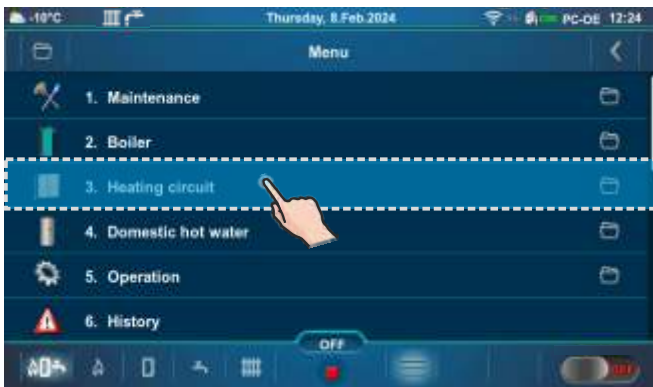 -10°C Thursday, 8.Feb.2024 PC-OE 12:24
Menu
1. Maintenance
2. Boiler
3. Heating circuit
4. Domestic hot water
5. Operation
6. History
OFF
OFF